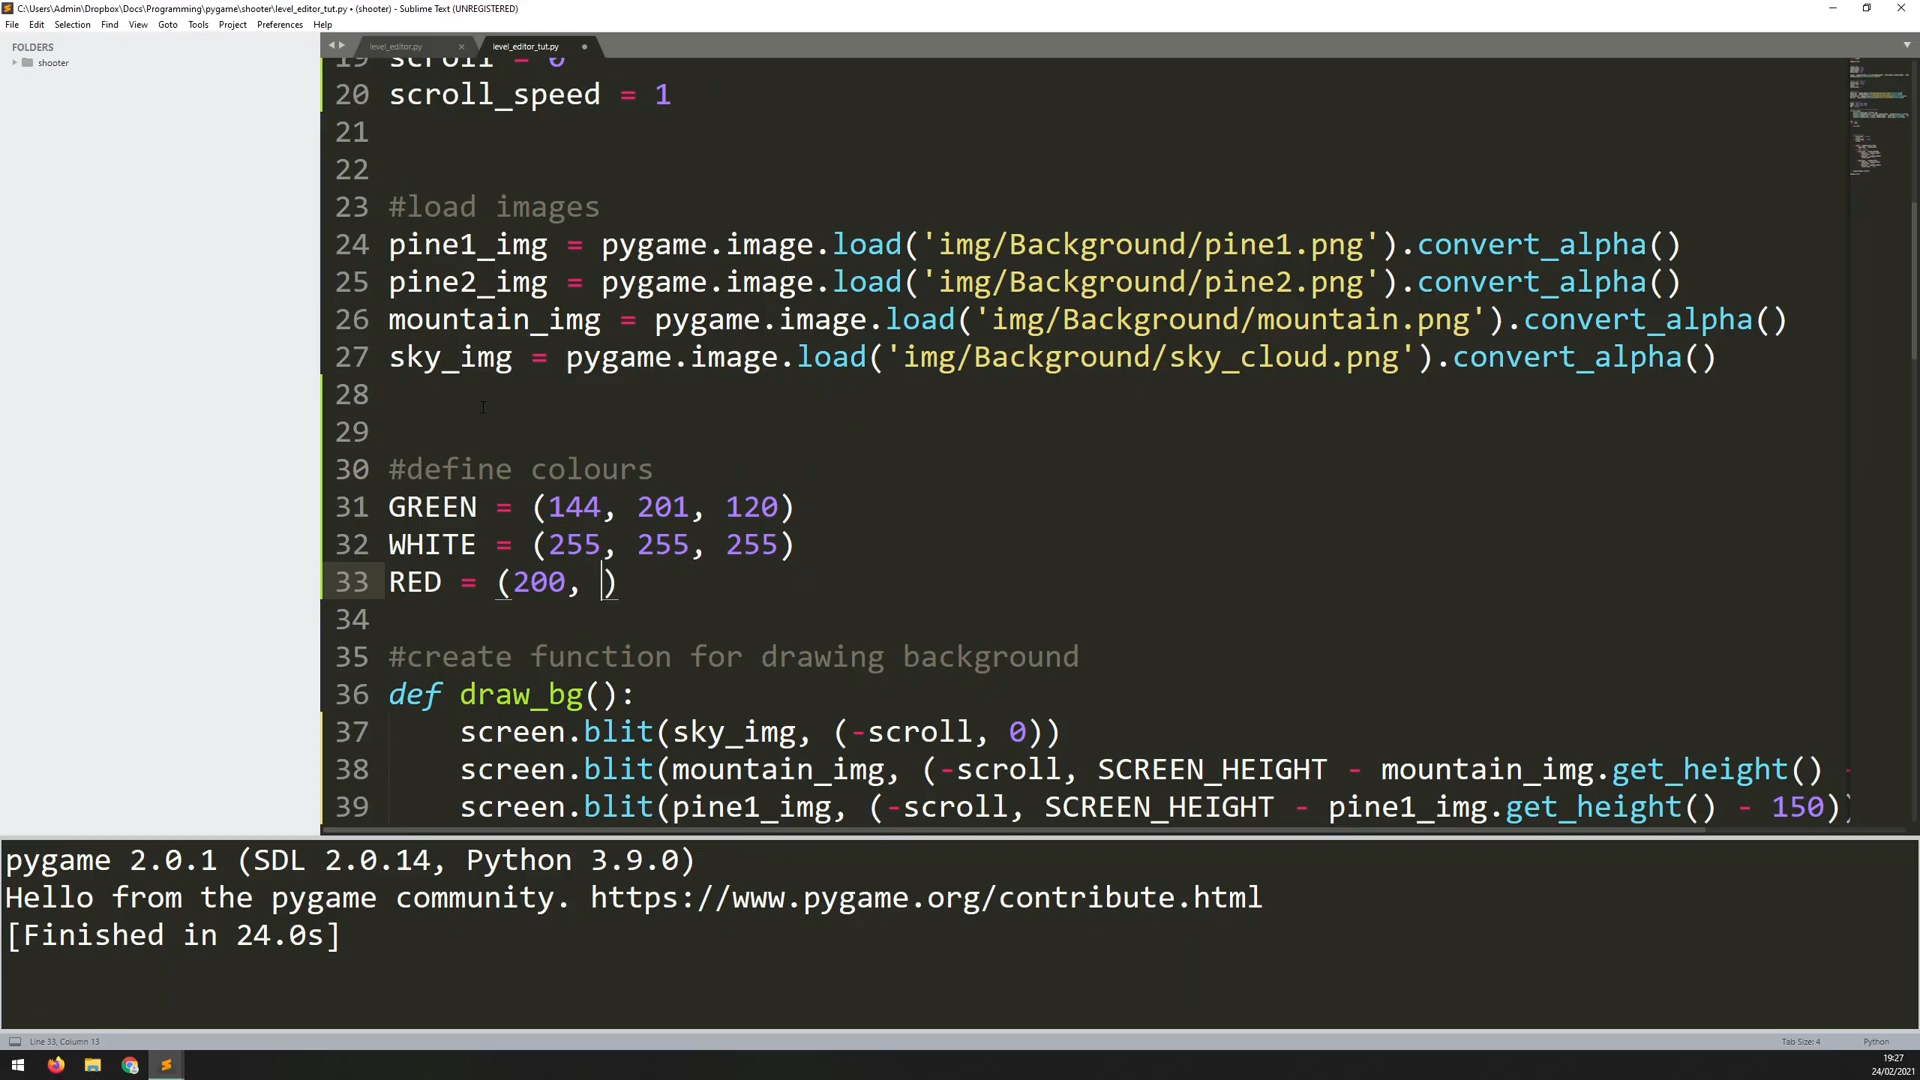 C:\Users\Admin\Dropbox\Docs\Programming\pygame\shooter\level_editor_tut.py • (shooter) - Sublime Text (UNREGISTERED)
File Edit Selection Find View Goto Tools Project Preferences Help
FOLDERS
shooter
level_editor.py
level_editor_tut.py
19 scroll = 0
20 scroll_speed = 1
21
22
23 #load images
24 pine1_img = pygame.image.load('img/Background/pine1.png').convert_alpha()
25 pine2_img = pygame.image.load('img/Background/pine2.png').convert_alpha()
26 mountain_img = pygame.image.load('img/Background/mountain.png').convert_alpha()
27 sky_img = pygame.image.load('img/Background/sky_cloud.png').convert_alpha()
28
29
30 #define colours
31 GREEN = (144, 201, 120)
32 WHITE = (255, 255, 255)
33 RED = (200, )
34
35 #create function for drawing background
36 def draw_bg():
37 screen.blit(sky_img, (-scroll, 0))
38 screen.blit(mountain_img, (-scroll, SCREEN_HEIGHT - mountain_img.get_height() -
39 screen.blit(pine1_img, (-scroll, SCREEN_HEIGHT - pine1_img.get_height() - 150))
pygame 2.0.1 (SDL 2.0.14, Python 3.9.0)
Hello from the pygame community. https://www.pygame.org/contribute.html
[Finished in 24.0s]
Line 33, Column 13
Tab Size: 4
Python
19:27
24/02/2021